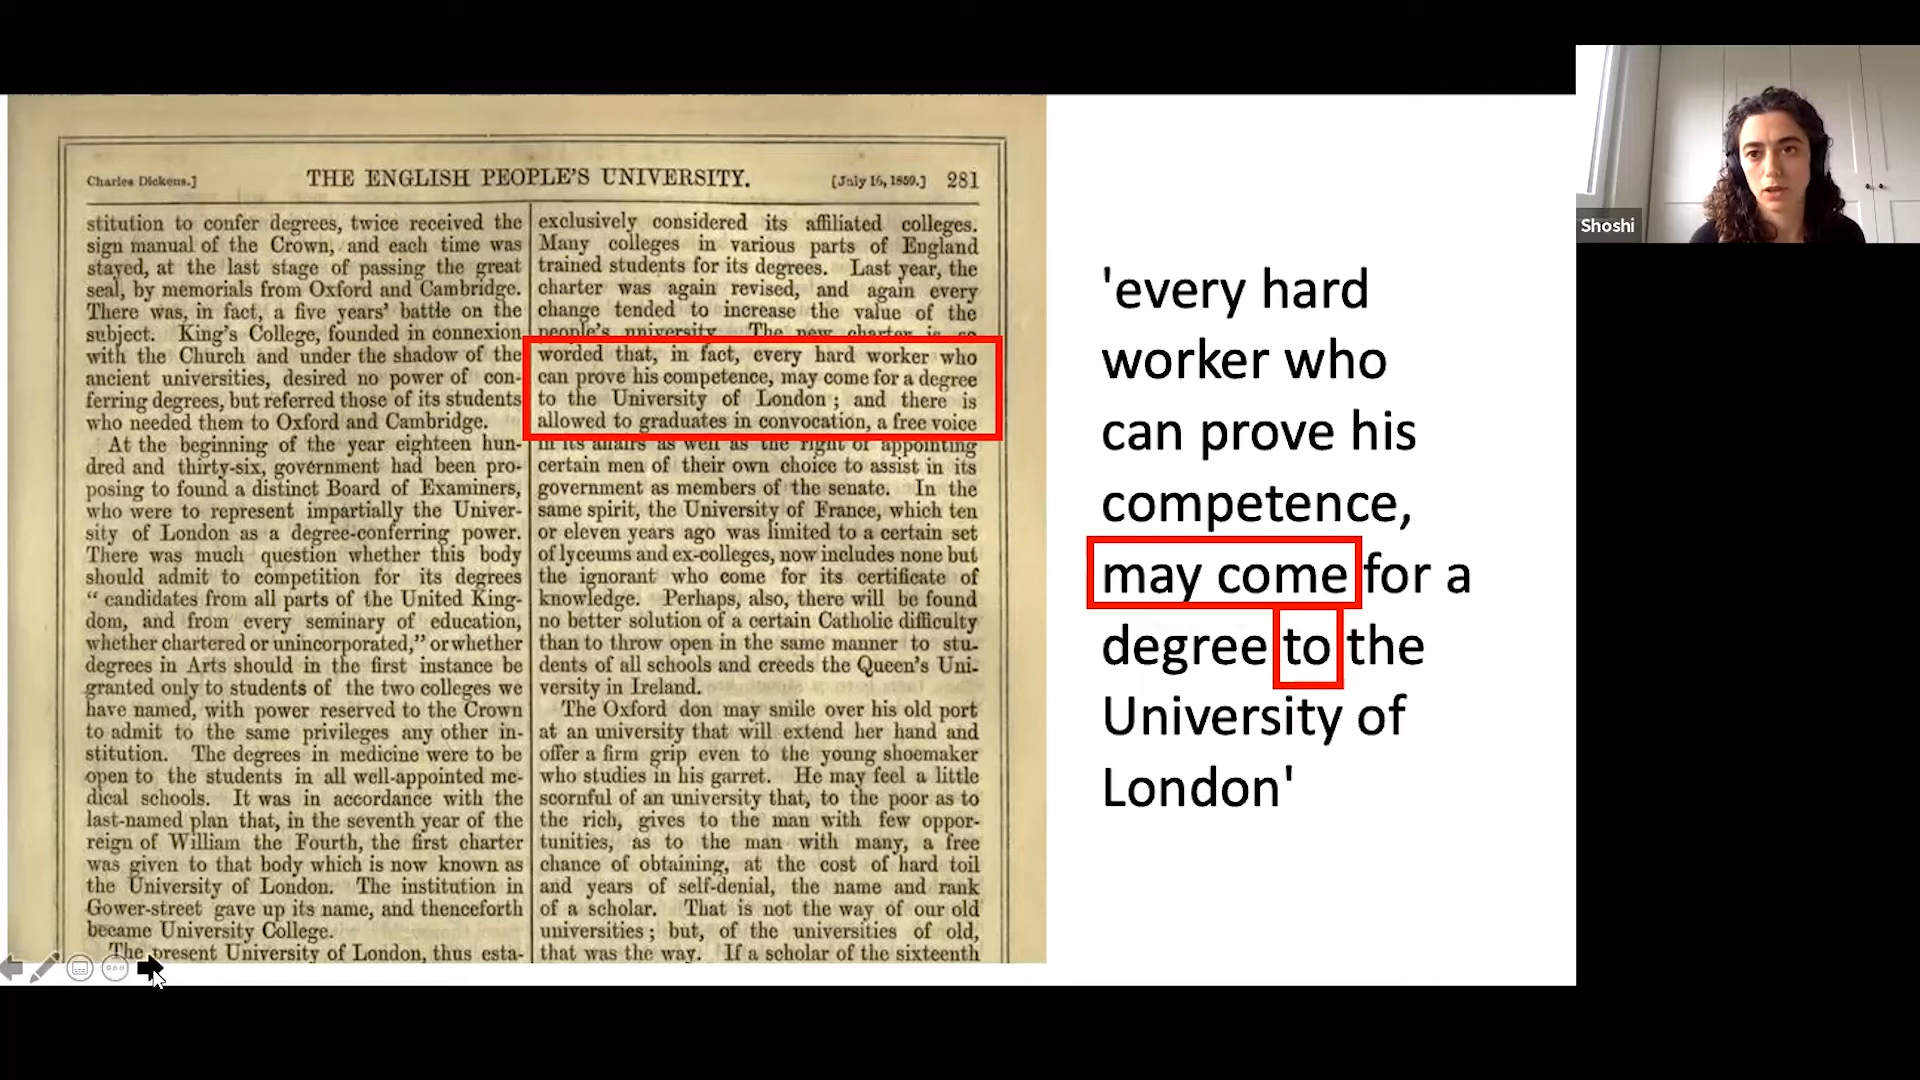 Charles Dickens.] THE ENGLISH PEOPLE'S UNIVERSITY. [July 16, 1859.] 281
stitution to confer degrees, twice received the
sign manual of the Crown, and each time was
stayed, at the last stage of passing the great
seal, by memorials from Oxford and Cambridge.
There was, in fact, a five years' battle on the
subject. King's College, founded in connexion
with the Church and under the shadow of the
ancient universities, desired no power of con-
ferring degrees, but referred those of its students
who needed them to Oxford and Cambridge.
At the beginning of the year eighteen hun-
dred and thirty-six, government had been pro-
posing to found a distinct Board of Examiners,
who were to represent impartially the Univer-
sity of London as a degree-conferring power.
There was much question whether this body
should admit to competition for its degrees
“ candidates from all parts of the United King-
dom, and from every seminary of education,
whether chartered or unincorporated,” or whether
degrees in Arts should in the first instance be
granted only to students of the two colleges we
have named, with power reserved to the Crown
to admit to the same privileges any other in-
stitution. The degrees in medicine were to be
open to the students in all well-appointed me-
dical schools. It was in accordance with the
last-named plan that, in the seventh year of the
reign of William the Fourth, the first charter
was given to that body which is now known as
the University of London. The institution in
Gower-street gave up its name, and thenceforth
became University College.
The present University of London, thus esta-
exclusively considered its affiliated colleges.
Many colleges in various parts of England
trained students for its degrees. Last year, the
charter was again revised, and again every
change tended to increase the value of the
people's university. The new charter is so
worded that, in fact, every hard worker who
can prove his competence, may come for a degree
to the University of London ; and there is
allowed to graduates in convocation, a free voice
in its affairs as well as the right of appointing
certain men of their own choice to assist in its
government as members of the senate. In the
same spirit, the University of France, which ten
or eleven years ago was limited to a certain set
of lyceums and ex-colleges, now includes none but
the ignorant who come for its certificate of
knowledge. Perhaps, also, there will be found
no better solution of a certain Catholic difficulty
than to throw open in the same manner to stu-
dents of all schools and creeds the Queen's Uni-
versity in Ireland.
The Oxford don may smile over his old port
at an university that will extend her hand and
offer a firm grip even to the young shoemaker
who studies in his garret. He may feel a little
scornful of an university that, to the poor as to
the rich, gives to the man with few oppor-
tunities, as to the man with many, a free
chance of obtaining, at the cost of hard toil
and years of self-denial, the name and rank
of a scholar. That is not the way of our old
universities ; but, of the universities of old,
that was the way. If a scholar of the sixteenth
'every hard
worker who
can prove his
competence,
may come for a
degree to the
University of
London'
Shoshi